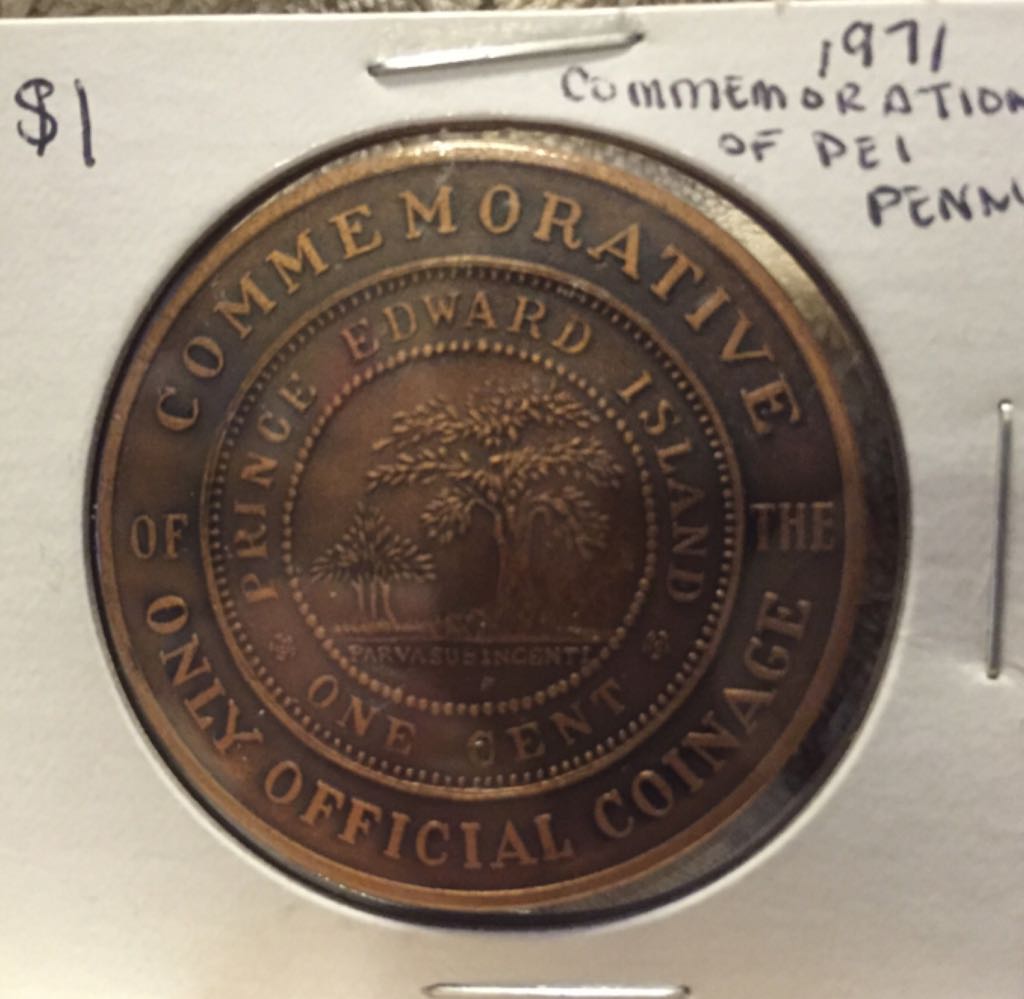 $1
1971
COMMEMORATION
OF PEI
PENNY
COMMEMORATIVE
OF THE
ONLY OFFICIAL COINAGE
PRINCE EDWARD ISLAND
ONE CENT
PARVA SUB INGENTI